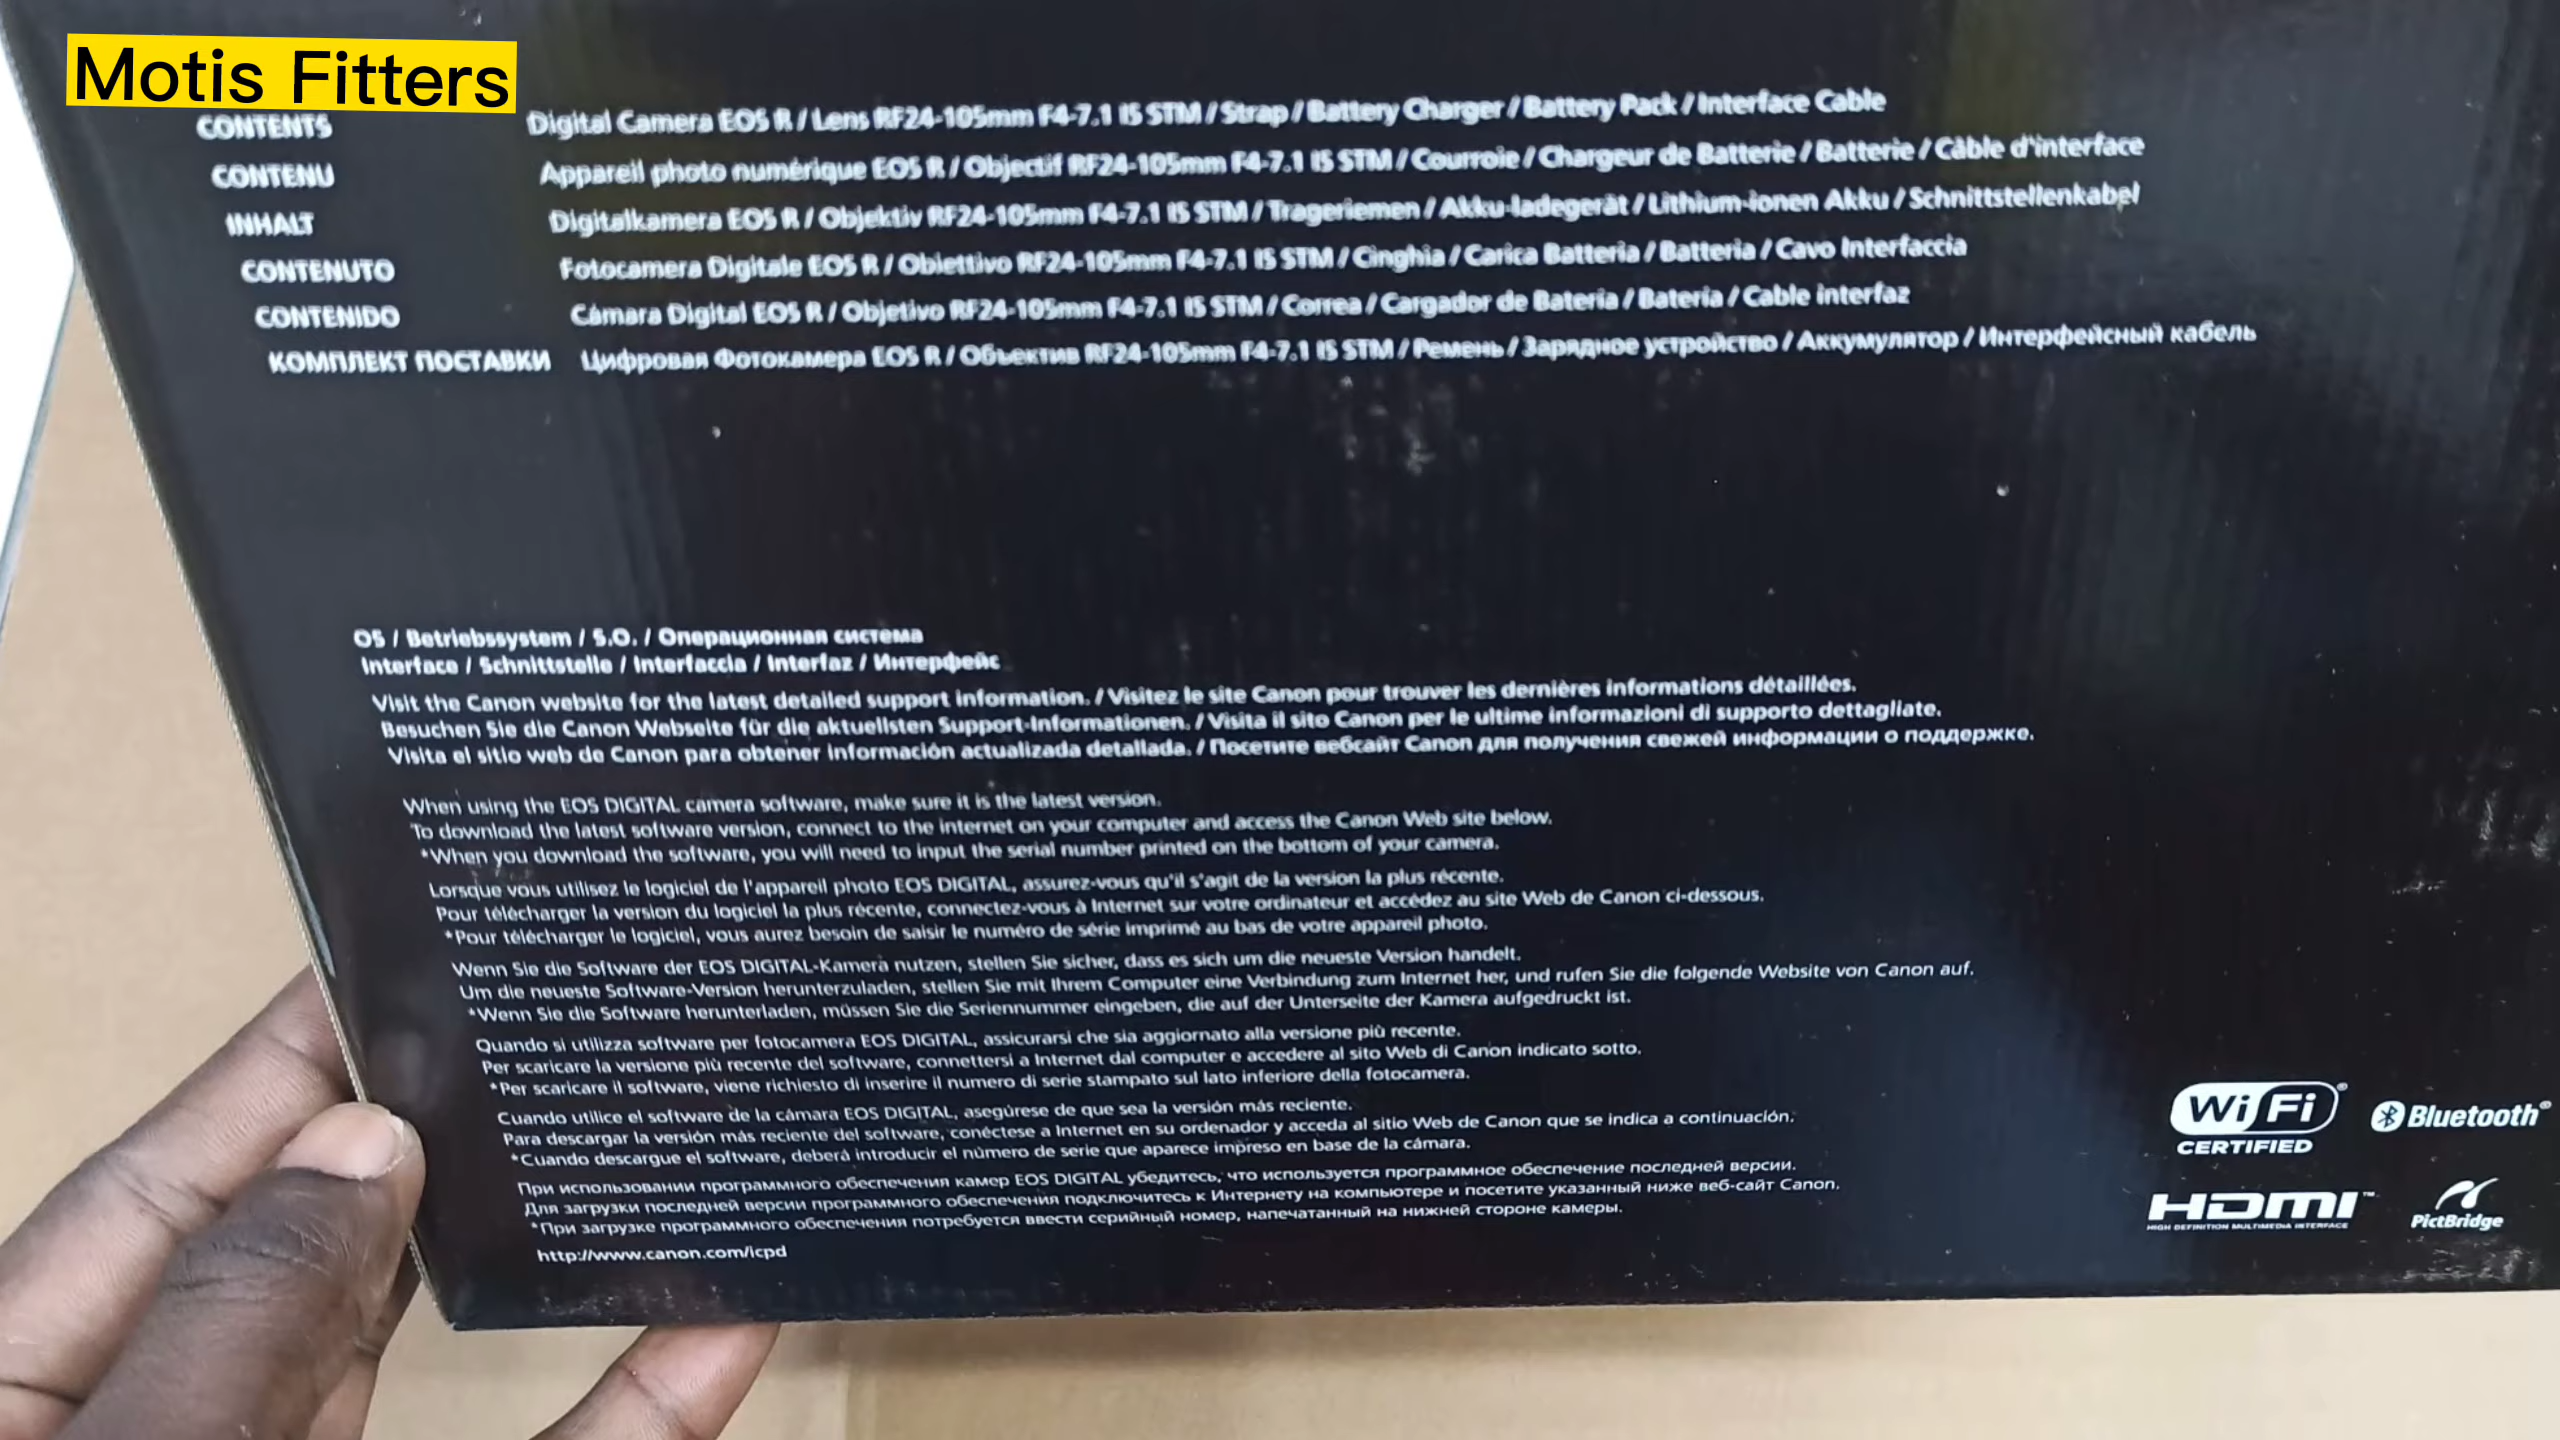 Motis Fitters
CONTENTS Digital Camera EOS R / Lens RF24-105mm F4-7.1 IS STM / Strap / Battery Charger / Battery Pack / Interface Cable
CONTENU Appareil photo numérique EOS R / Objectif RF24-105mm F4-7.1 IS STM / Courroie / Chargeur de Batterie / Batterie / Câble d'interface
INHALT Digitalkamera EOS R / Objektiv RF24-105mm F4-7.1 IS STM / Trageriemen / Akku-ladegerät / Lithium-ionen Akku / Schnittstellenkabel
CONTENUTO Fotocamera Digitale EOS R / Obiettivo RF24-105mm F4-7.1 IS STM / Cinghia / Carica Batteria / Batteria / Cavo Interfaccia
CONTENIDO Cámara Digital EOS R / Objetivo RF24-105mm F4-7.1 IS STM / Correa / Cargador de Batería / Batería / Cable interfaz
КОМПЛЕКТ ПОСТАВКИ Цифровая Фотокамера EOS R / Объектив RF24-105mm F4-7.1 IS STM / Ремень / Зарядное устройство / Аккумулятор / Интерфейсный кабель
OS / Betriebssystem / S.O. / Операционная система
Interface / Schnittstelle / Interfaccia / Interfaz / Интерфейс
Visit the Canon website for the latest detailed support information. / Visitez le site Canon pour trouver les dernières informations détaillées.
Besuchen Sie die Canon Webseite für die aktuellsten Support-Informationen. / Visita il sito Canon per le ultime informazioni di supporto dettagliate.
Visita el sitio web de Canon para obtener información actualizada detallada. / Посетите вебсайт Canon для получения свежей информации о поддержке.
When using the EOS DIGITAL camera software, make sure it is the latest version.
To download the latest software version, connect to the internet on your computer and access the Canon Web site below.
*When you download the software, you will need to input the serial number printed on the bottom of your camera.
Lorsque vous utilisez le logiciel de l'appareil photo EOS DIGITAL, assurez-vous qu'il s'agit de la version la plus récente.
Pour télécharger la version du logiciel la plus récente, connectez-vous à Internet sur votre ordinateur et accédez au site Web de Canon ci-dessous.
*Pour télécharger le logiciel, vous aurez besoin de saisir le numéro de série imprimé au bas de votre appareil photo.
Wenn Sie die Software der EOS DIGITAL-Kamera nutzen, stellen Sie sicher, dass es sich um die neueste Version handelt.
Um die neueste Software-Version herunterzuladen, stellen Sie mit Ihrem Computer eine Verbindung zum Internet her, und rufen Sie die folgende Website von Canon auf.
*Wenn Sie die Software herunterladen, müssen Sie die Seriennummer eingeben, die auf der Unterseite der Kamera aufgedruckt ist.
Quando si utilizza software per fotocamera EOS DIGITAL, assicurarsi che sia aggiornato alla versione più recente.
Per scaricare la versione più recente del software, connettersi a Internet dal computer e accedere al sito Web di Canon indicato sotto.
*Per scaricare il software, viene richiesto di inserire il numero di serie stampato sul lato inferiore della fotocamera.
Cuando utilice el software de la cámara EOS DIGITAL, asegúrese de que sea la versión más reciente.
Para descargar la versión más reciente del software, conéctese a Internet en su ordenador y acceda al sitio Web de Canon que se indica a continuación.
*Cuando descargue el software, deberá introducir el número de serie que aparece impreso en base de la cámara.
При использовании программного обеспечения камер EOS DIGITAL убедитесь, что используется программное обеспечение последней версии.
Для загрузки последней версии программного обеспечения подключитесь к Интернету на компьютере и посетите указанный ниже веб-сайт Canon.
*При загрузке программного обеспечения потребуется ввести серийный номер, напечатанный на нижней стороне камеры.
http://www.canon.com/icpd
Wi Fi®
CERTIFIED
Bluetooth®
HDMI™
HIGH DEFINITION MULTIMEDIA INTERFACE
PictBridge